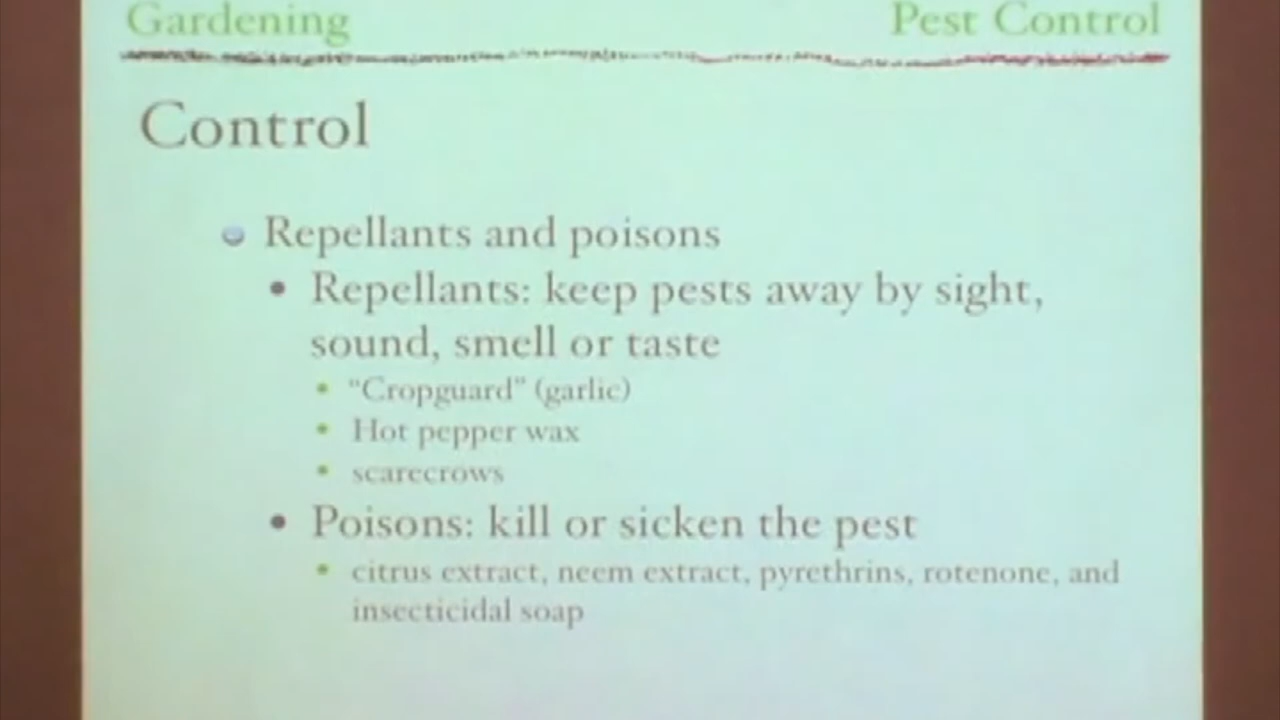 Gardening
Pest Control
Control
Repellants and poisons
Repellants: keep pests away by sight,
sound, smell or taste
“Cropguard” (garlic)
Hot pepper wax
scarecrows
Poisons: kill or sicken the pest
citrus extract, neem extract, pyrethrins, rotenone, and
insecticidal soap